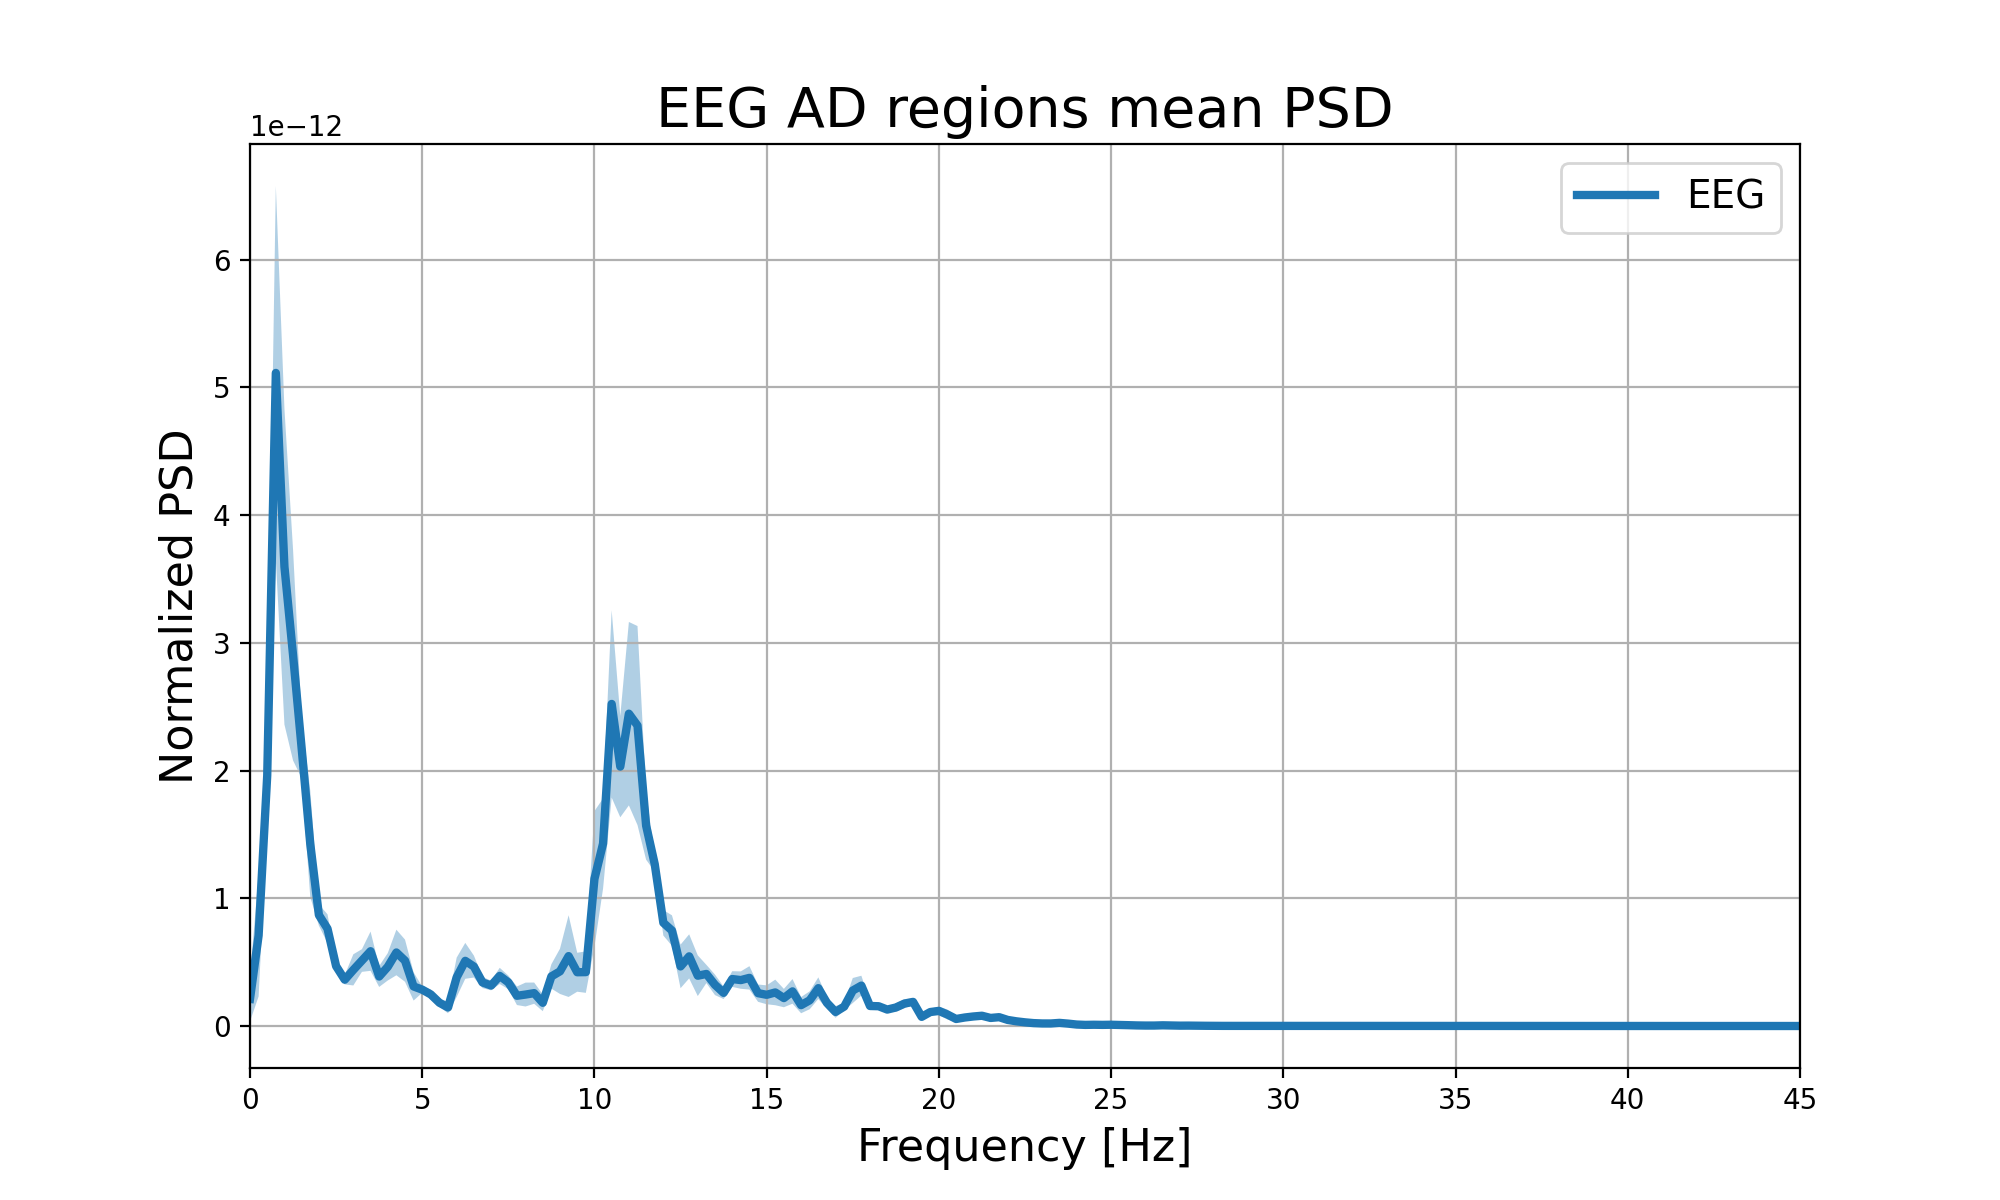 EEG AD regions mean PSD
1e−12
EEG
6
5
4
3
2
1
0
Normalized PSD
0 5 10 15 20 25 30 35 40 45
Frequency [Hz]